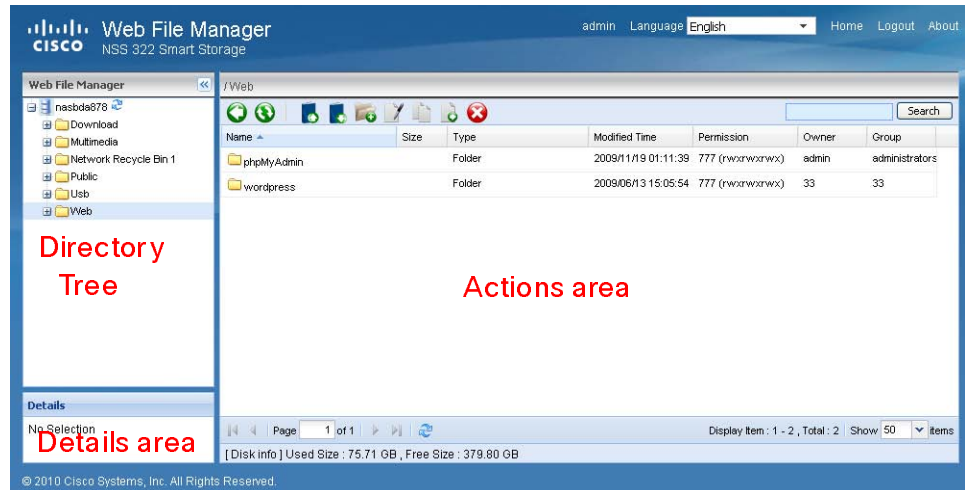 Web File Manager
CISCO NSS 322 Smart Storage
admin Language English Home Logout About
Web File Manager
nasbda878
Download
Multimedia
Network Recycle Bin 1
Public
Usb
Web
Directory
Tree
/Web
Search
Name Size Type Modified Time Permission Owner Group
phpMyAdmin Folder 2009/11/19 01:11:39 777 (rwxrwxrwx) admin administrators
wordpress Folder 2009/06/13 15:05:54 777 (rwxrwxrwx) 33 33
Actions area
Details
No Selection
Details area
Page 1 of 1 Display Item : 1 - 2 , Total : 2 Show 50 items
[ Disk info ] Used Size : 75.71 GB , Free Size : 379.80 GB
© 2010 Cisco Systems, Inc. All Rights Reserved.